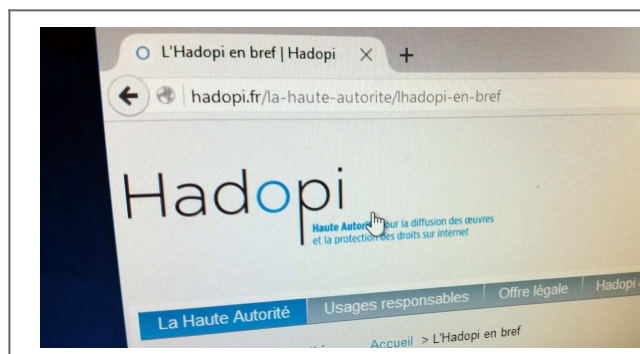 L'Hadopi en bref | Hadopi
hadopi.fr/la-haute-autorite/lhadopi-en-bref
Hadopi
Haute Autorité pour la diffusion des œuvres
et la protection des droits sur internet
La Haute Autorité Usages responsables Offre légale Hadopi
Accueil > L'Hadopi en bref